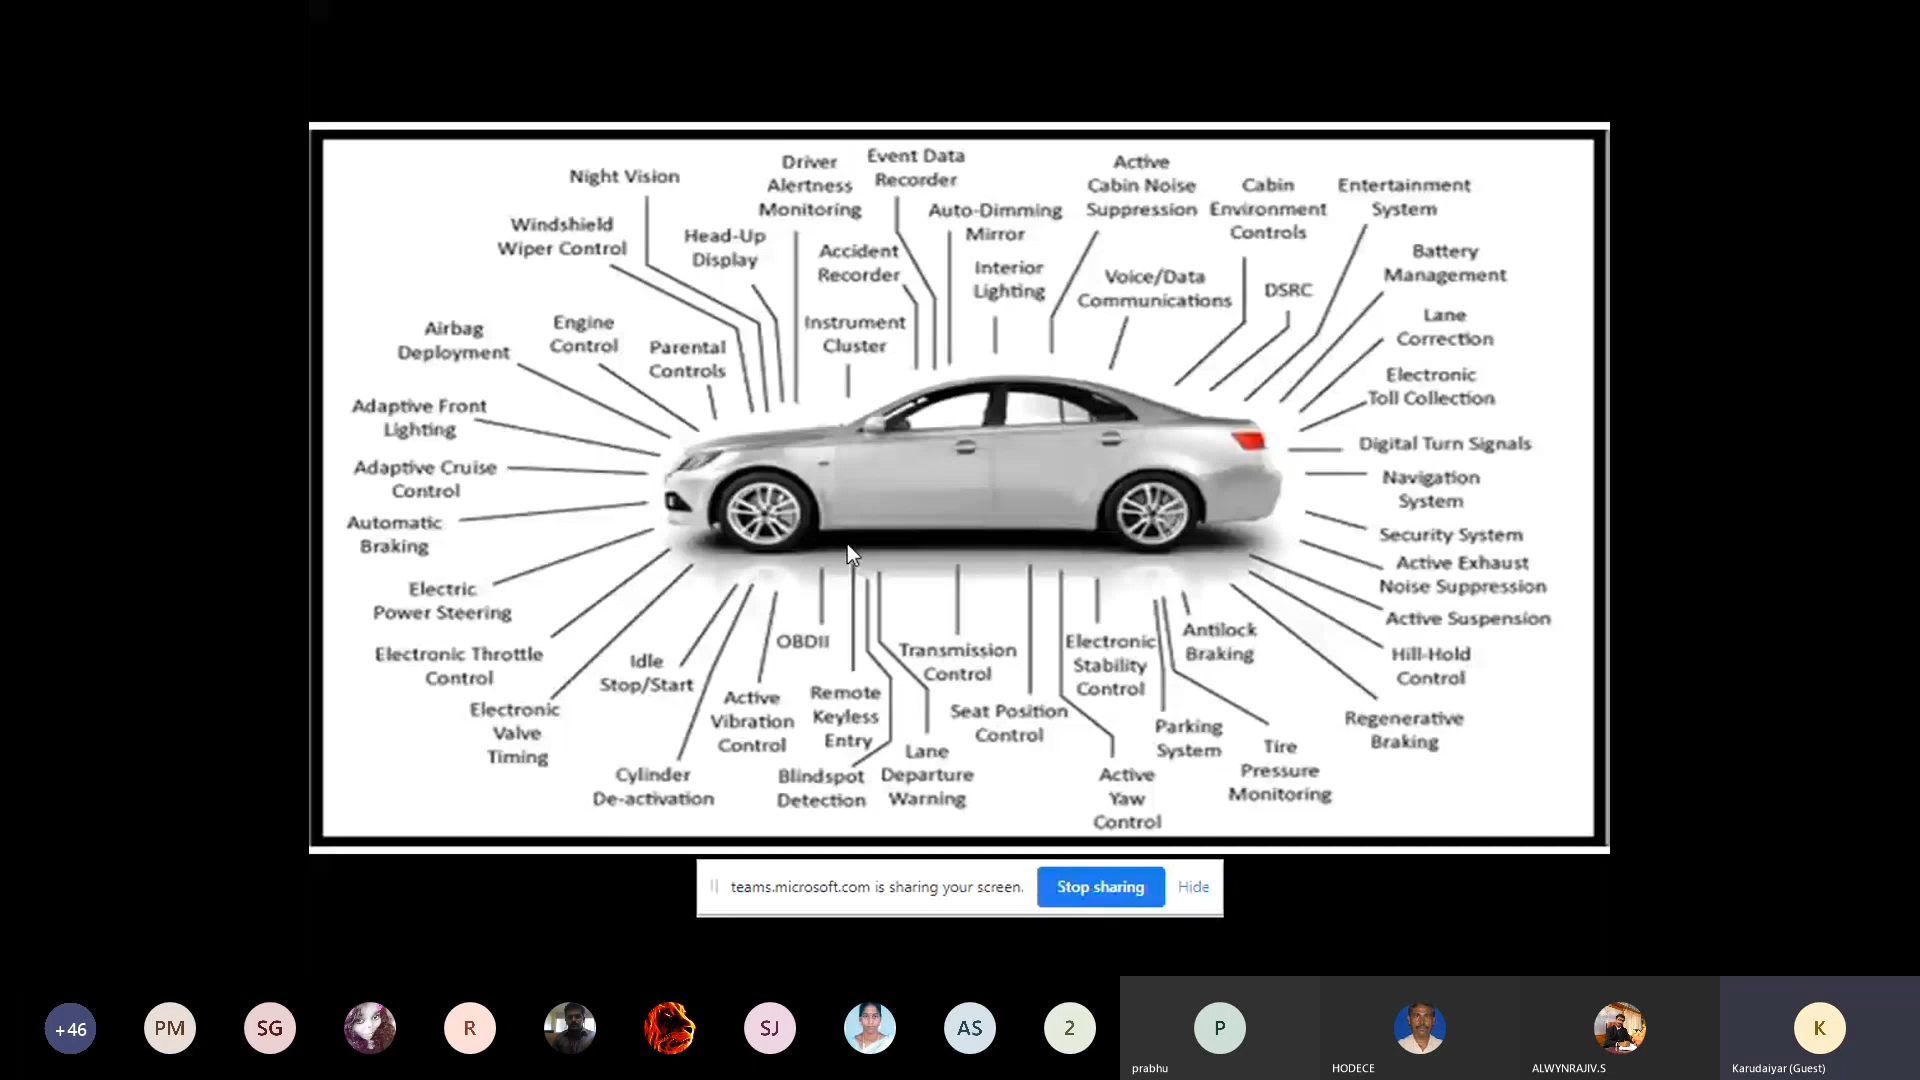 Night Vision
Driver
Alertness
Monitoring
Event Data
Recorder
Active
Cabin Noise
Suppression
Cabin
Environment
Controls
Entertainment
System
Windshield
Wiper Control
Head-Up
Display
Accident
Recorder
Auto-Dimming
Mirror
Interior
Lighting
Voice/Data
Communications
DSRC
Battery
Management
Airbag
Deployment
Engine
Control
Parental
Controls
Instrument
Cluster
Lane
Correction
Electronic
Toll Collection
Adaptive Front
Lighting
Digital Turn Signals
Adaptive Cruise
Control
Navigation
System
Automatic
Braking
Security System
Active Exhaust
Noise Suppression
Electric
Power Steering
Active Suspension
Electronic Throttle
Control
Idle
Stop/Start
OBDII
Transmission
Control
Electronic
Stability
Control
Antilock
Braking
Hill-Hold
Control
Electronic
Valve
Timing
Active
Vibration
Control
Remote
Keyless
Entry
Seat Position
Control
Parking
System
Regenerative
Braking
Cylinder
De-activation
Blindspot
Detection
Lane
Departure
Warning
Active
Yaw
Control
Tire
Pressure
Monitoring
teams.microsoft.com is sharing your screen.
Stop sharing
Hide
+46
PM
SG
R
SJ
AS
2
P
K
prabhu
HODECE
ALWYNRAJIV.S
Karudaiyar (Guest)